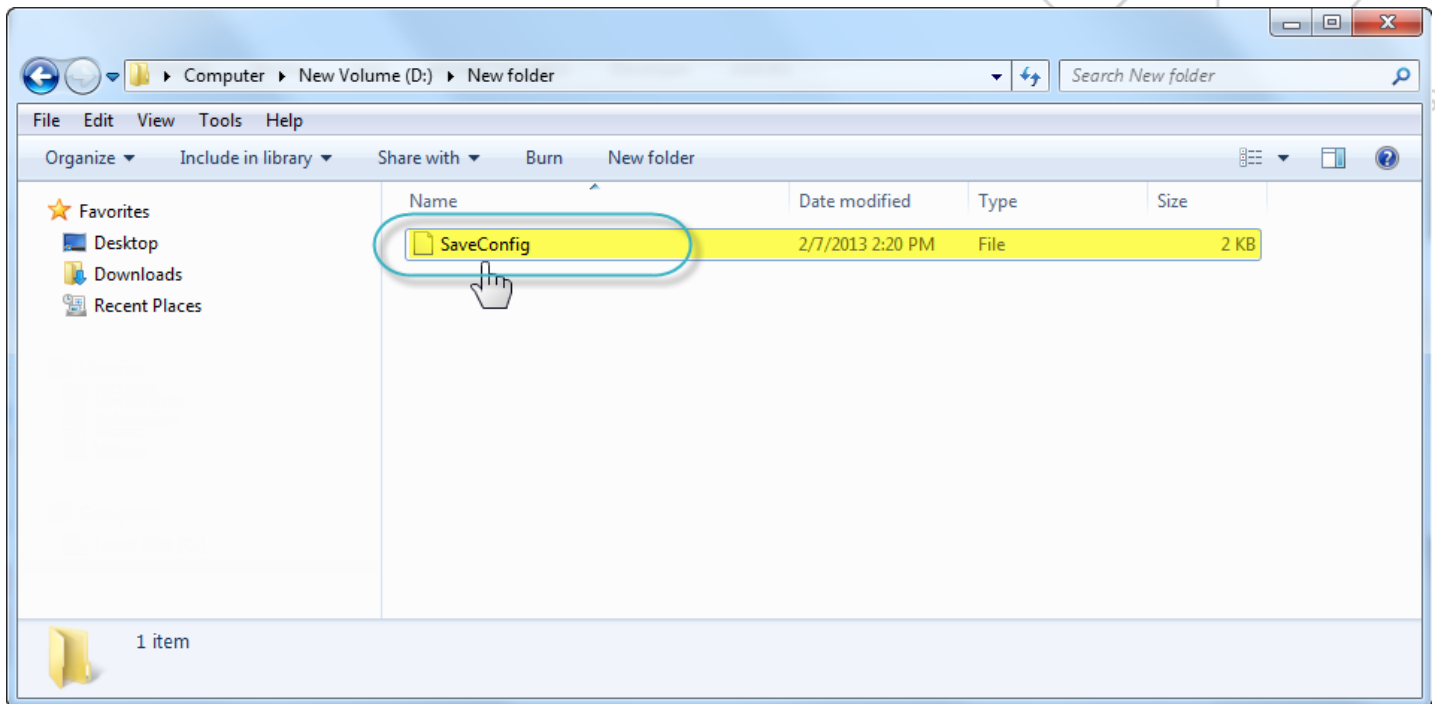 Computer New Volume (D:) New folder Search New folder
File Edit View Tools Help
Organize Include in library Share with Burn New folder
Name Date modified Type Size
Favorites
SaveConfig 2/7/2013 2:20 PM File 2 KB
Desktop
Downloads
Recent Places
1 item